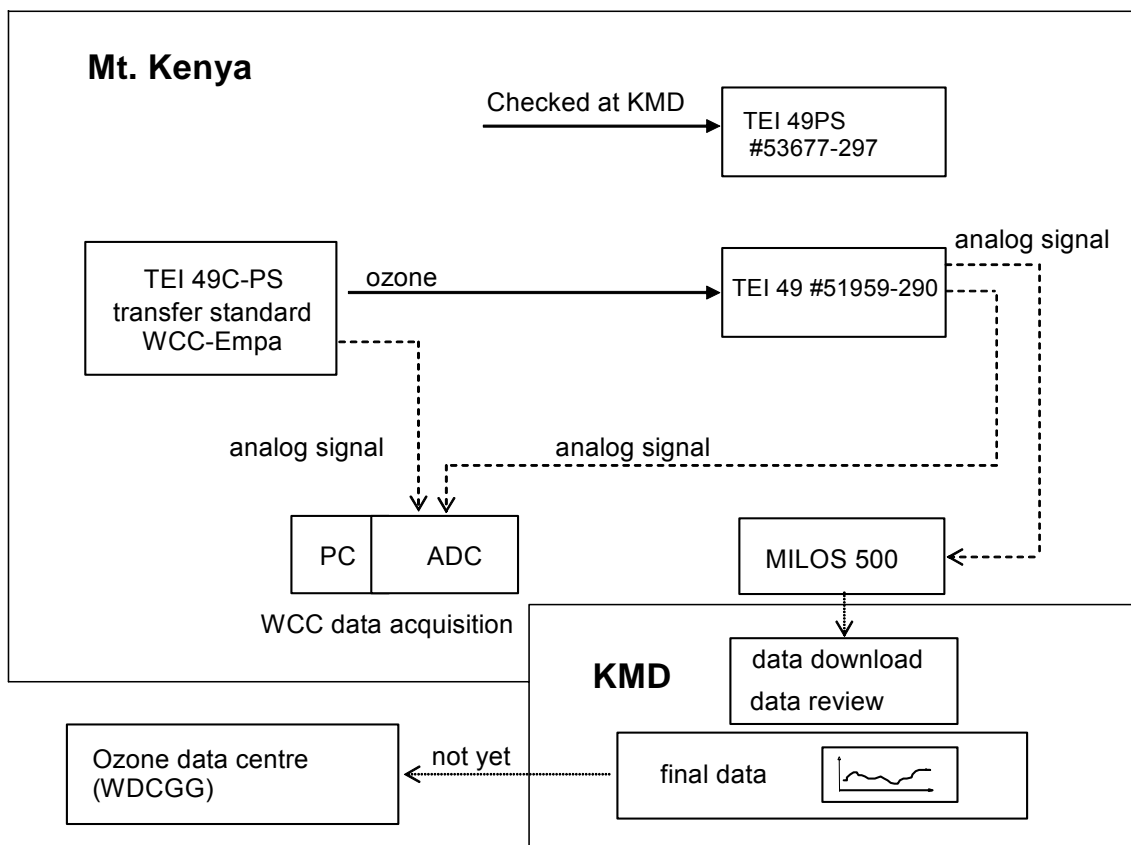 Mt. Kenya
Checked at KMD
TEI 49PS
#53677-297
analog signal
TEI 49C-PS
transfer standard
WCC-Empa
ozone
TEI 49 #51959-290
analog signal
analog signal
PC
ADC
MILOS 500
WCC data acquisition
KMD
data download
data review
Ozone data centre
(WDCGG)
not yet
final data